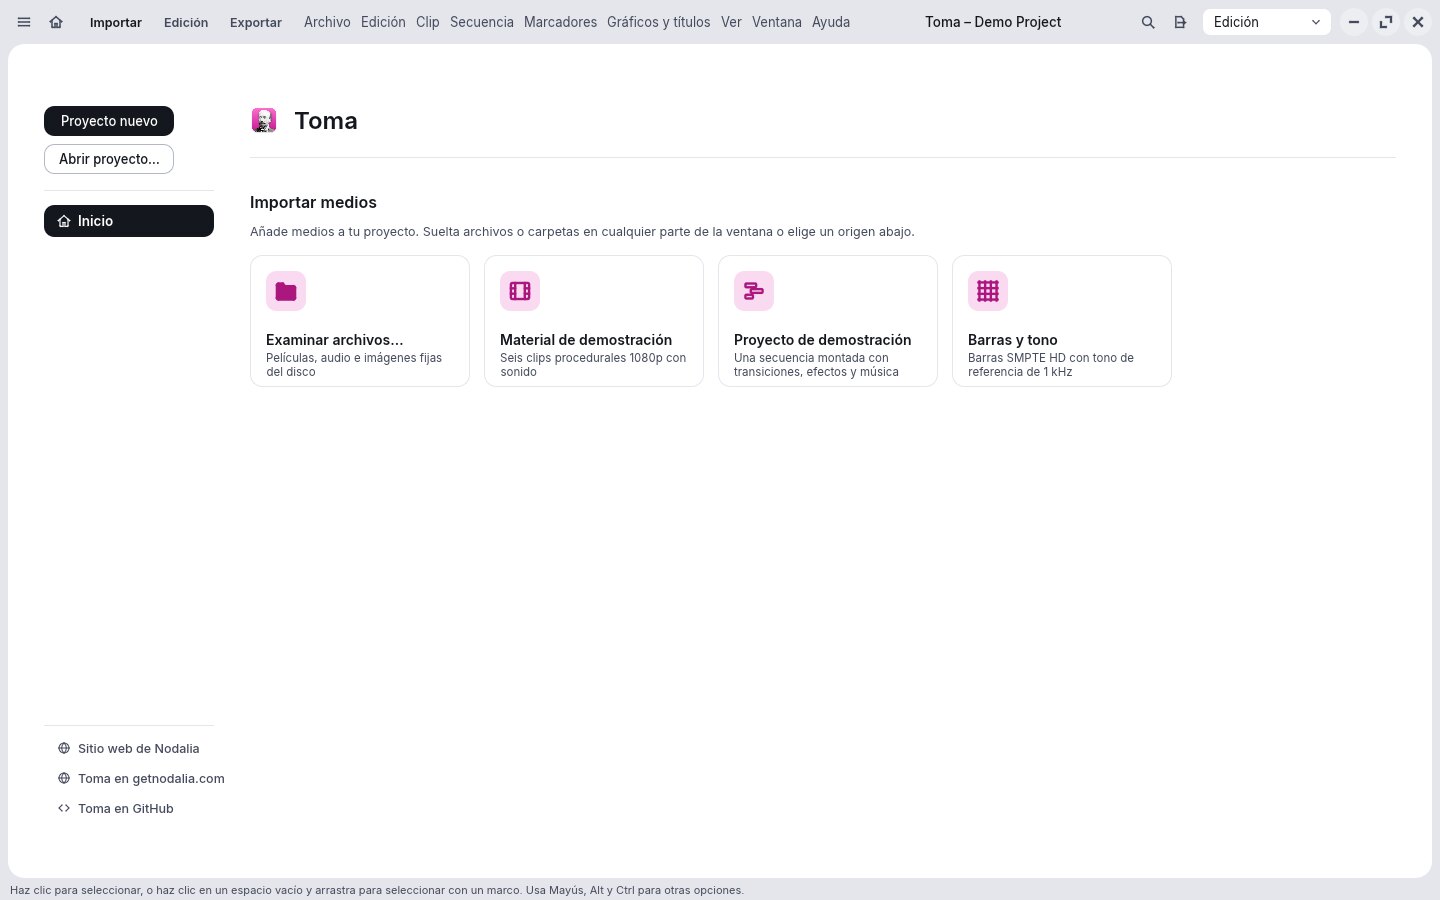 Importar Edición Exportar Archivo Edición Clip Secuencia Marcadores Gráficos y títulos Ver Ventana Ayuda Toma – Demo Project Edición
Proyecto nuevo
Abrir proyecto...
Inicio
Toma
Importar medios
Añade medios a tu proyecto. Suelta archivos o carpetas en cualquier parte de la ventana o elige un origen abajo.
Examinar archivos...
Películas, audio e imágenes fijas
del disco
Material de demostración
Seis clips procedurales 1080p con
sonido
Proyecto de demostración
Una secuencia montada con
transiciones, efectos y música
Barras y tono
Barras SMPTE HD con tono de
referencia de 1 kHz
Sitio web de Nodalia
Toma en getnodalia.com
Toma en GitHub
Haz clic para seleccionar, o haz clic en un espacio vacío y arrastra para seleccionar con un marco. Usa Mayús, Alt y Ctrl para otras opciones.